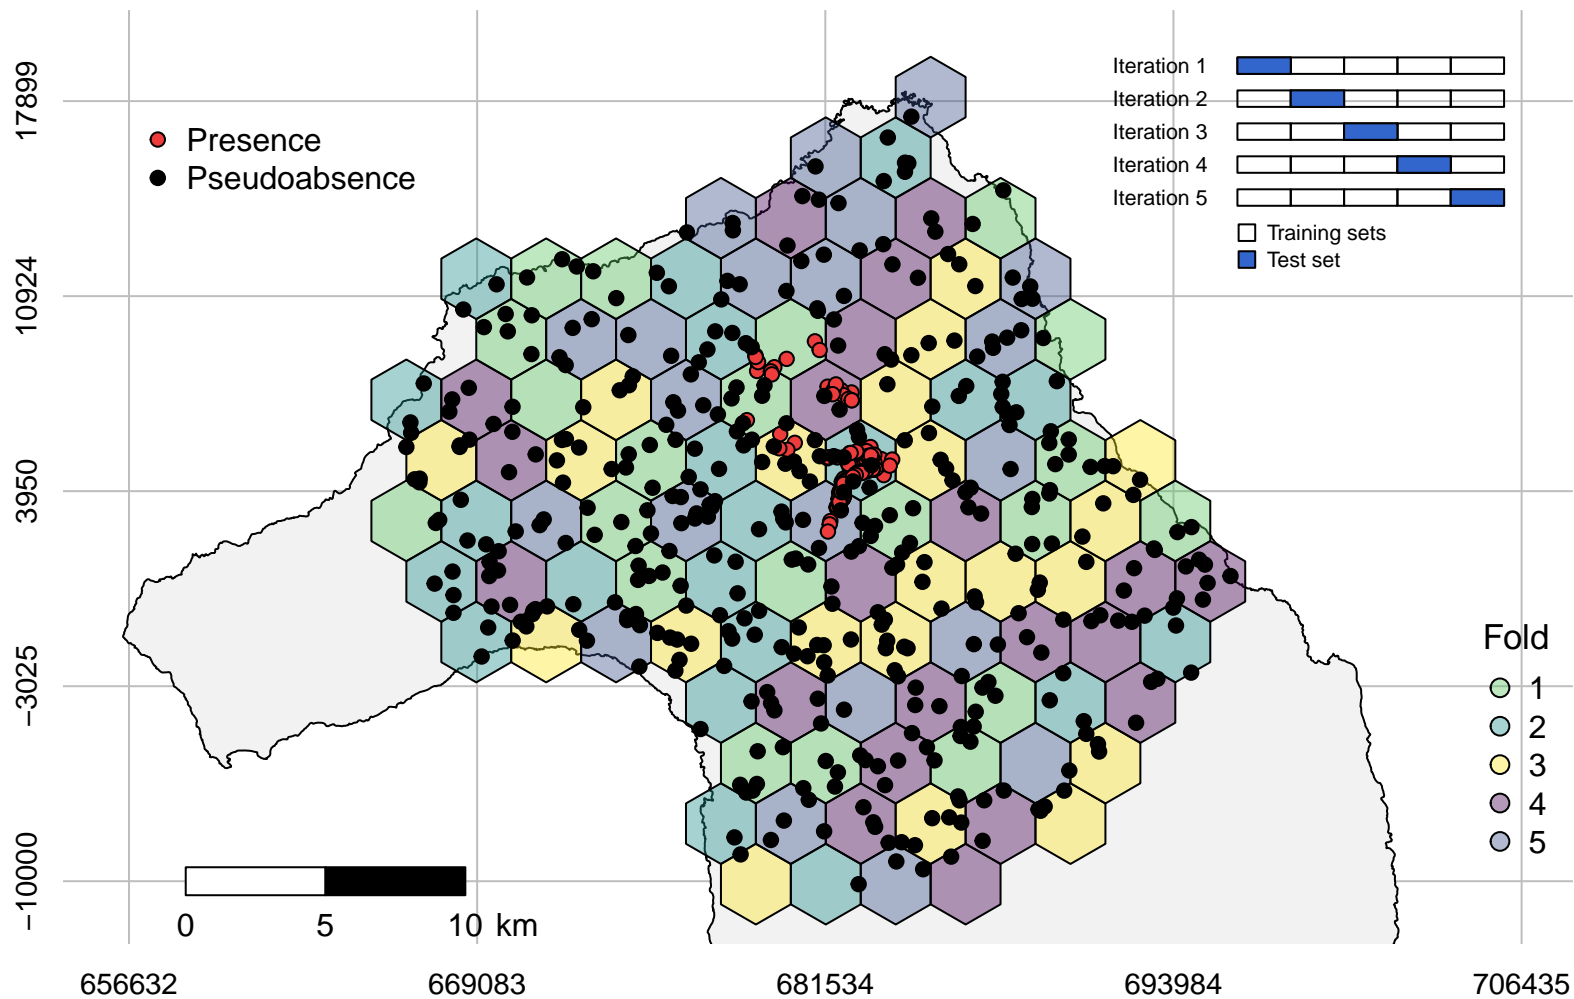 Iteration 1
Iteration 2
Iteration 3
Iteration 4
Iteration 5
Training sets
Test set
Presence
Pseudoabsence
17899
10924
3950
−3025
−10000
Fold
1
2
3
4
5
0 5 10 km
656632 669083 681534 693984 706435